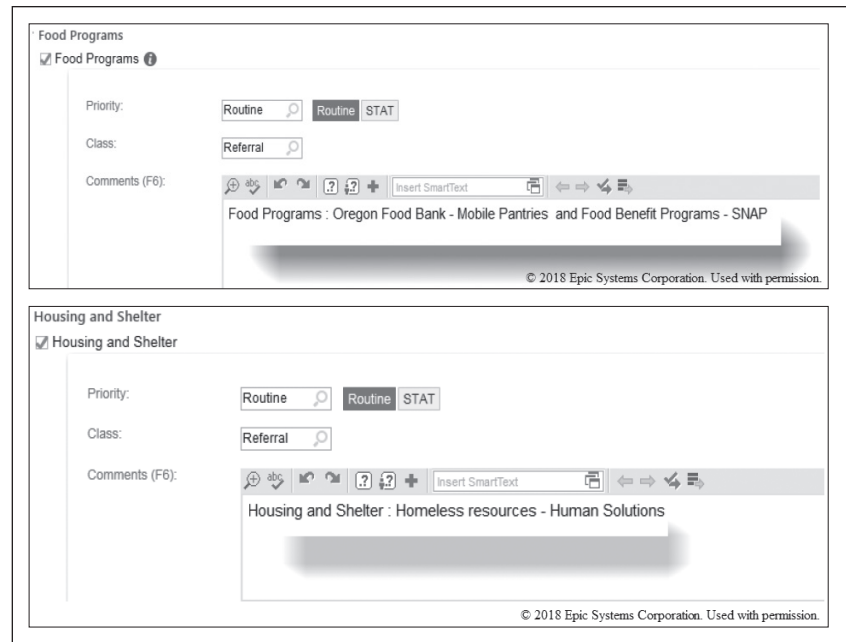 Food Programs
Food Programs i
Priority: Routine Routine STAT
Class: Referral
Comments (F6): abc Insert SmartText
Food Programs : Oregon Food Bank - Mobile Pantries and Food Benefit Programs - SNAP
© 2018 Epic Systems Corporation. Used with permission.
Housing and Shelter
Housing and Shelter
Priority: Routine Routine STAT
Class: Referral
Comments (F6): abc Insert SmartText
Housing and Shelter : Homeless resources - Human Solutions
© 2018 Epic Systems Corporation. Used with permission.